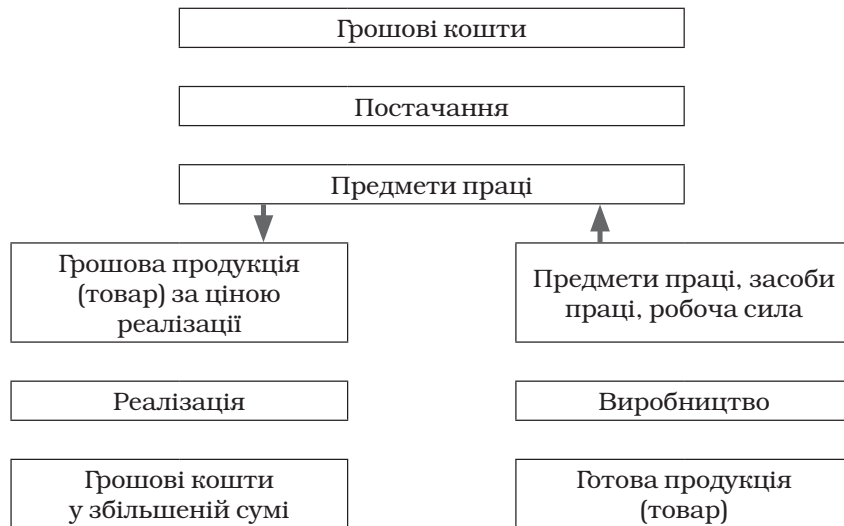 Грошові кошти
Постачання
Предмети праці
Грошова продукція
(товар) за ціною
реалізації
Предмети праці, засоби
праці, робоча сила
Реалізація
Виробництво
Грошові кошти
у збільшеній сумі
Готова продукція
(товар)